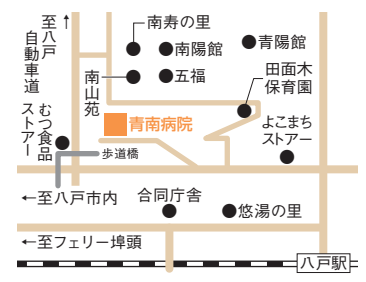 至八戸
自動車道
↑
南寿の里
南陽館
青陽館
五福
南山苑
田面木
保育園
青南病院
むつ食品
ストアー
よこまち
ストアー
歩道橋
←至八戸市内
合同庁舎
悠湯の里
←至フェリー埠頭
八戸駅